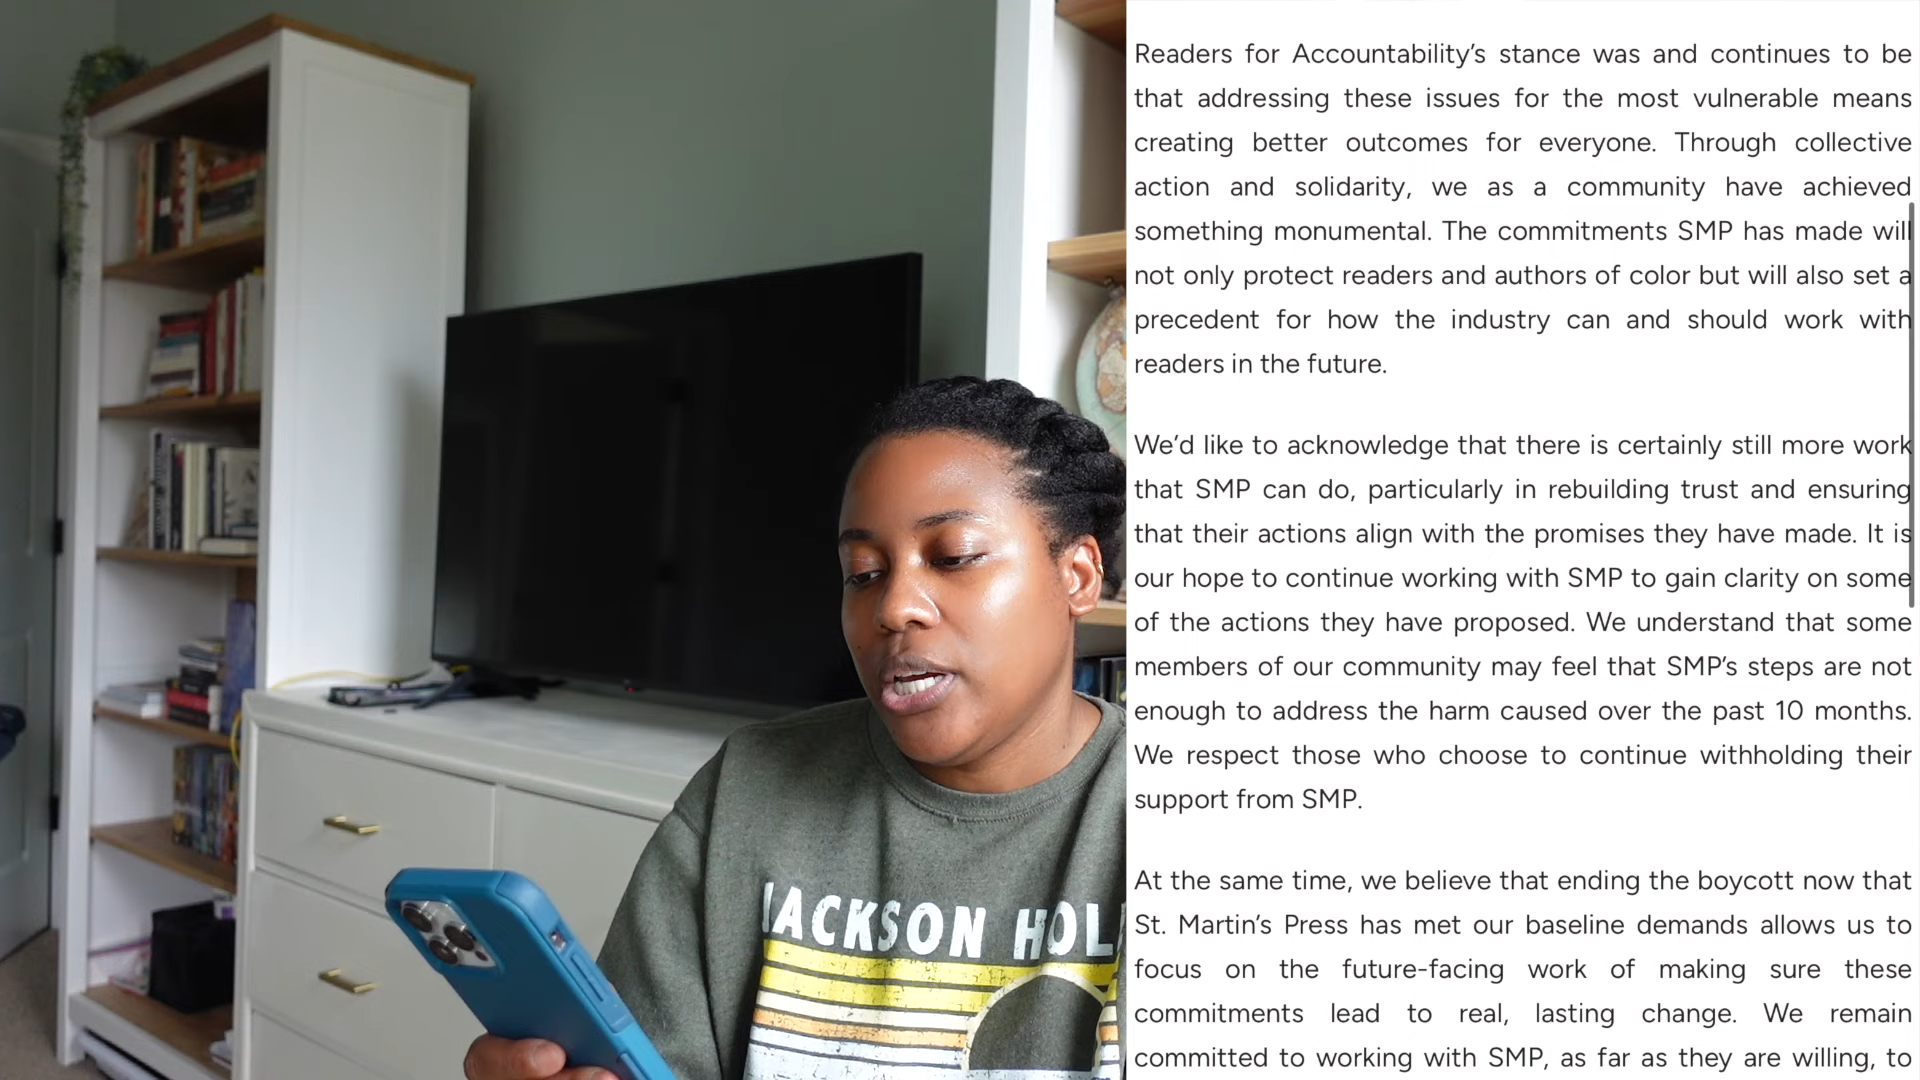 Readers for Accountability’s stance was and continues to be
that addressing these issues for the most vulnerable means
creating better outcomes for everyone. Through collective
action and solidarity, we as a community have achieved
something monumental. The commitments SMP has made will
not only protect readers and authors of color but will also set a
precedent for how the industry can and should work with
readers in the future.
We’d like to acknowledge that there is certainly still more work
that SMP can do, particularly in rebuilding trust and ensuring
that their actions align with the promises they have made. It is
our hope to continue working with SMP to gain clarity on some
of the actions they have proposed. We understand that some
members of our community may feel that SMP’s steps are not
enough to address the harm caused over the past 10 months.
We respect those who choose to continue withholding their
support from SMP.
At the same time, we believe that ending the boycott now that
St. Martin’s Press has met our baseline demands allows us to
focus on the future-facing work of making sure these
commitments lead to real, lasting change. We remain
committed to working with SMP, as far as they are willing, to
JACKSON HOL